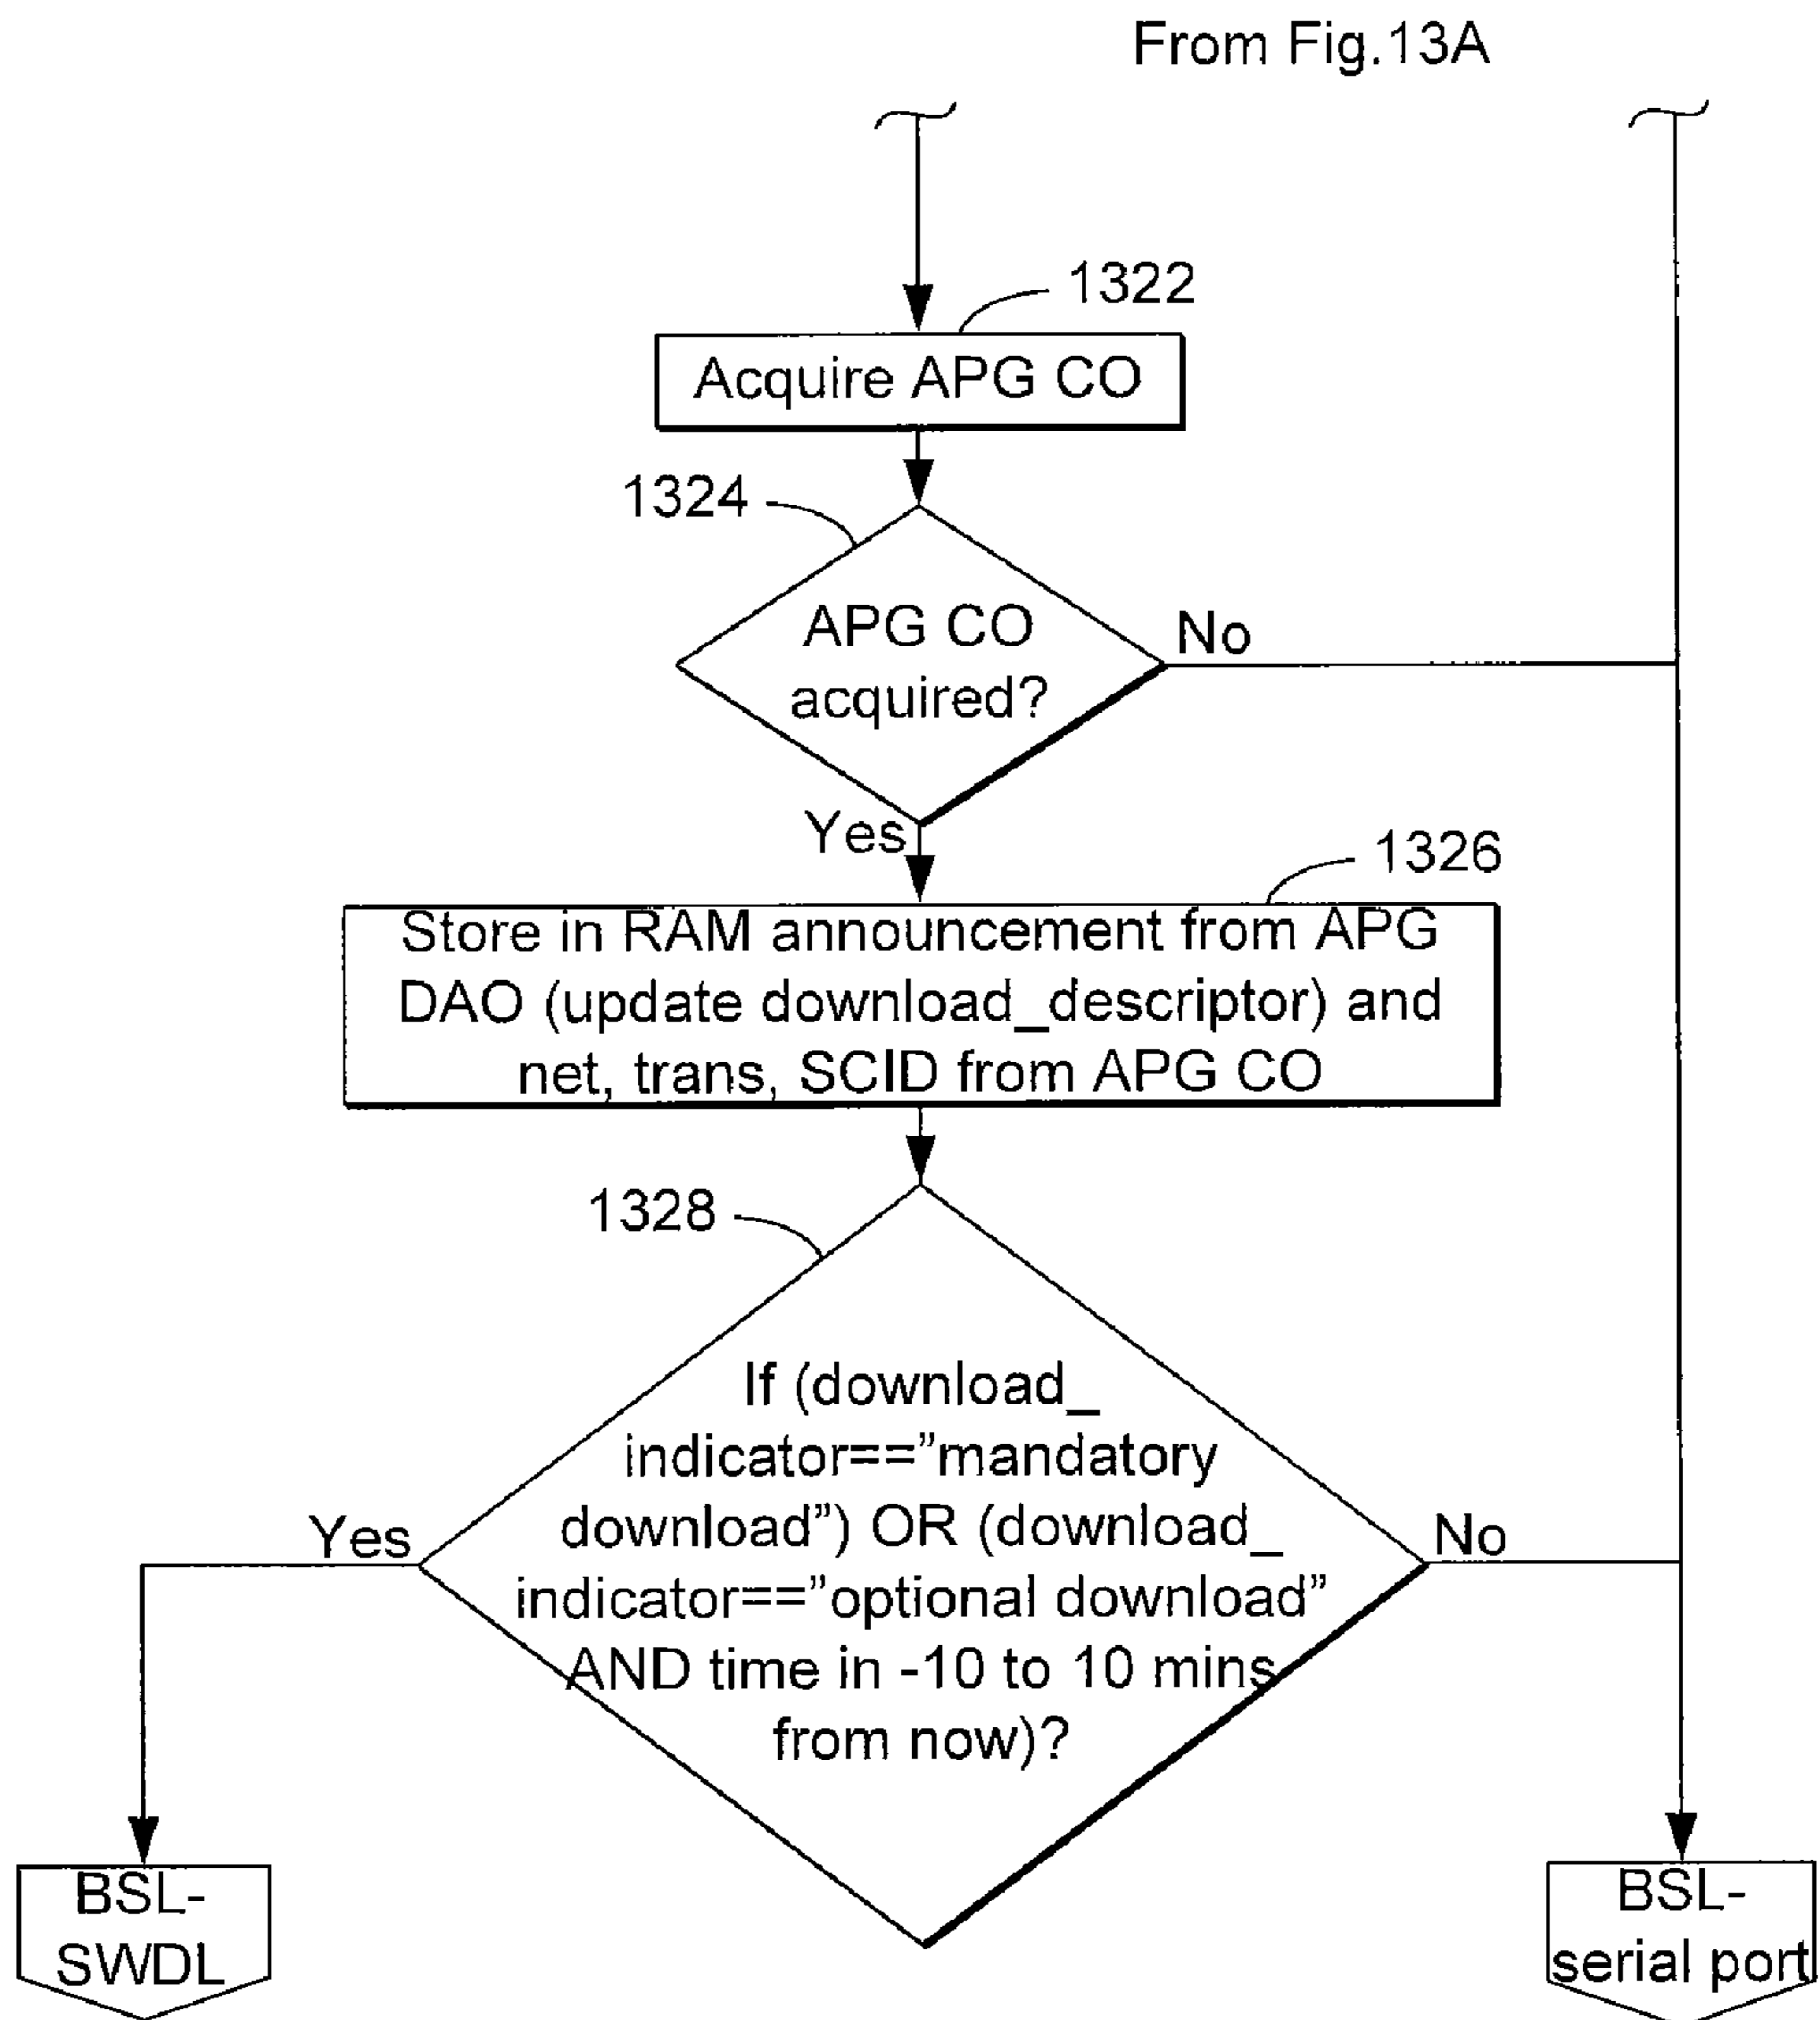 From Fig.13A
1322
Acquire APG CO
1324
APG CO
acquired?
No
Yes
1326
Store in RAM announcement from APG
DAO (update download_descriptor) and
net, trans, SCID from APG CO
1328
If (download_
indicator==”mandatory
download”) OR (download_
indicator==”optional download”
AND time in -10 to 10 mins
from now)?
Yes
No
BSL-
SWDL
BSL-
serial port